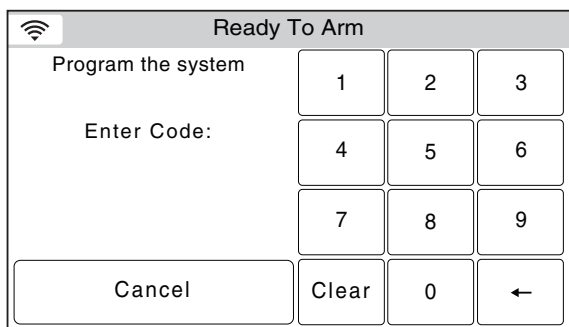 Ready To Arm
Program the system
1 2 3
Enter Code:
4 5 6
7 8 9
Cancel Clear 0 ←